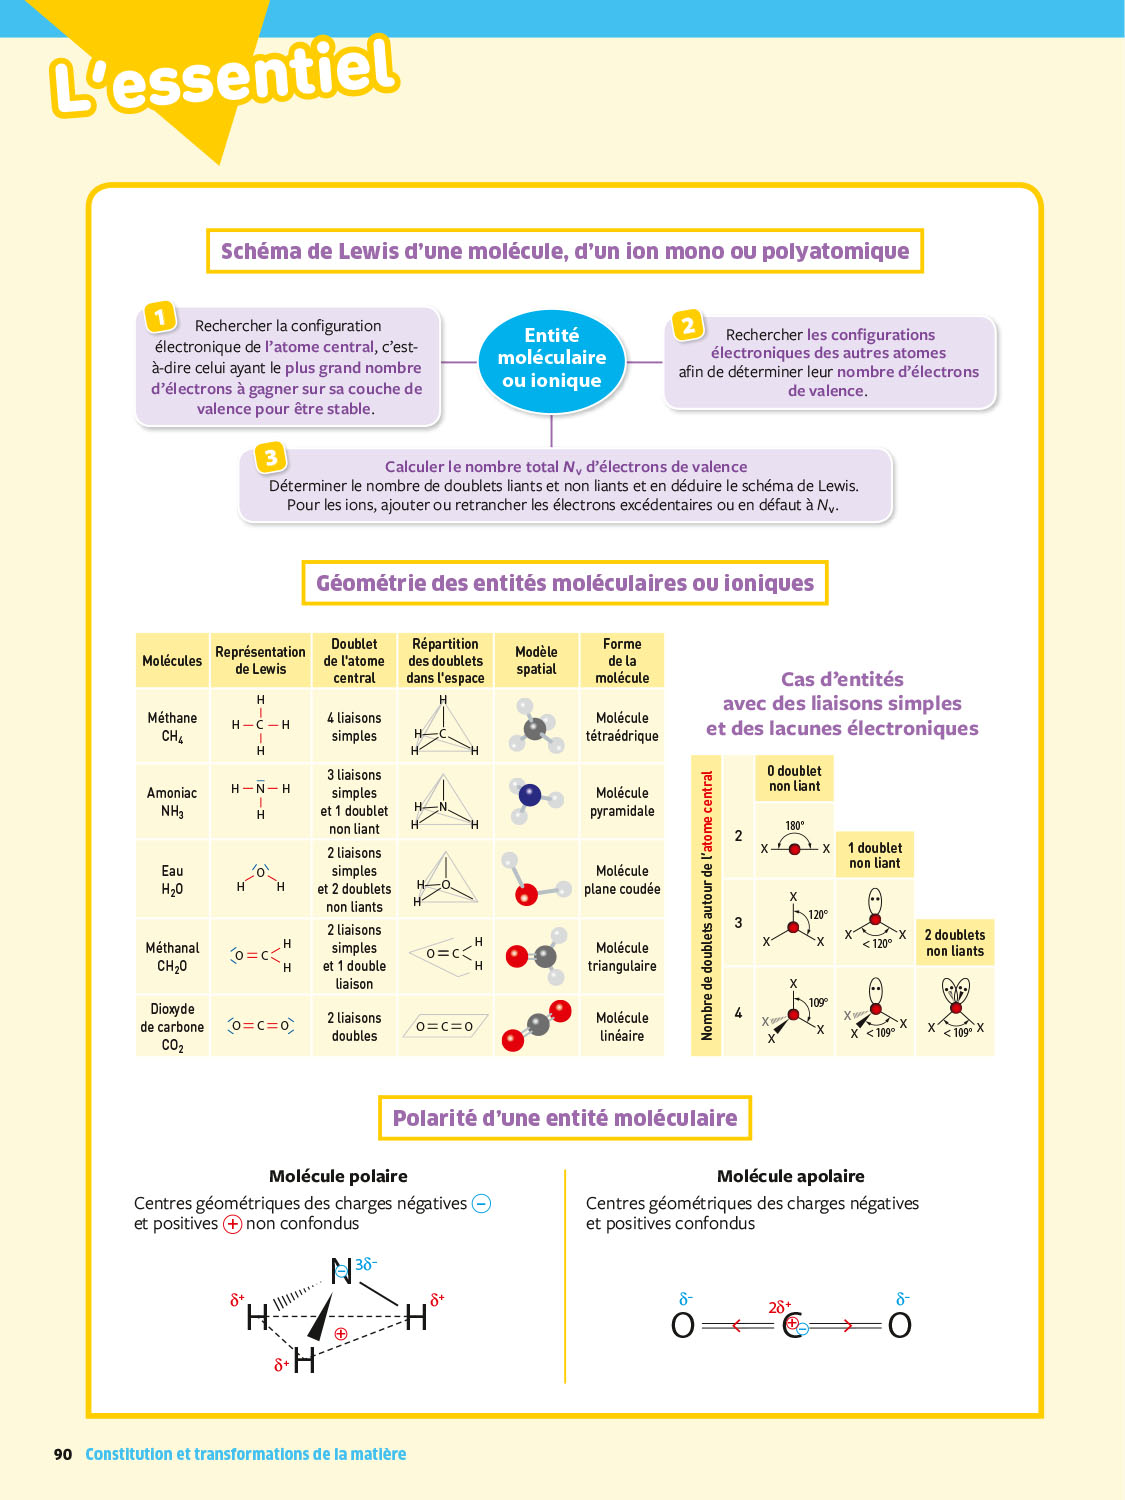 L'essentiel
Schéma de Lewis d'une molécule, d'un ion mono ou polyatomique
1
Rechercher la configuration
électronique de l'atome central, c'est-
à-dire celui ayant le plus grand nombre
d'électrons à gagner sur sa couche de
valence pour être stable.
Entité
moléculaire
ou ionique
2
Rechercher les configurations
électroniques des autres atomes
afin de déterminer leur nombre d'électrons
de valence.
3
Calculer le nombre total Nv d'électrons de valence
Déterminer le nombre de doublets liants et non liants et en déduire le schéma de Lewis.
Pour les ions, ajouter ou retrancher les électrons excédentaires ou en défaut à Nv.
Géométrie des entités moléculaires ou ioniques
Molécules
Représentation
de Lewis
Doublet
de l'atome
central
Répartition
des doublets
dans l'espace
Modèle
spatial
Forme
de la
molécule
Méthane
CH4
H
H – C – H
H
4 liaisons
simples
H
H C
H H
Molécule
tétraédrique
Amoniac
NH3
H – N – H
H
3 liaisons
simples
et 1 doublet
non liant
H N
H H
Molécule
pyramidale
Eau
H2O
O
H H
2 liaisons
simples
et 2 doublets
non liants
H O
H
Molécule
plane coudée
Méthanal
CH2O
O = C H
H
2 liaisons
simples
et 1 double
liaison
O = C H
H
Molécule
triangulaire
Dioxyde
de carbone
CO2
O = C = O
2 liaisons
doubles
O = C = O
Molécule
linéaire
Cas d'entités
avec des liaisons simples
et des lacunes électroniques
Nombre de doublets autour de l'atome central
0 doublet
non liant
2
180°
X X
1 doublet
non liant
3
X
120°
X X
X X
< 120°
2 doublets
non liants
4
X
109°
X X
X
X X
X < 109°
X X
< 109°
Polarité d'une entité moléculaire
Molécule polaire
Centres géométriques des charges négatives −
et positives + non confondus
N − 3δ−
δ+ H H δ+
+
δ+ H
Molécule apolaire
Centres géométriques des charges négatives
et positives confondus
δ− 2δ+ δ−
O C + − O
90 Constitution et transformations de la matière